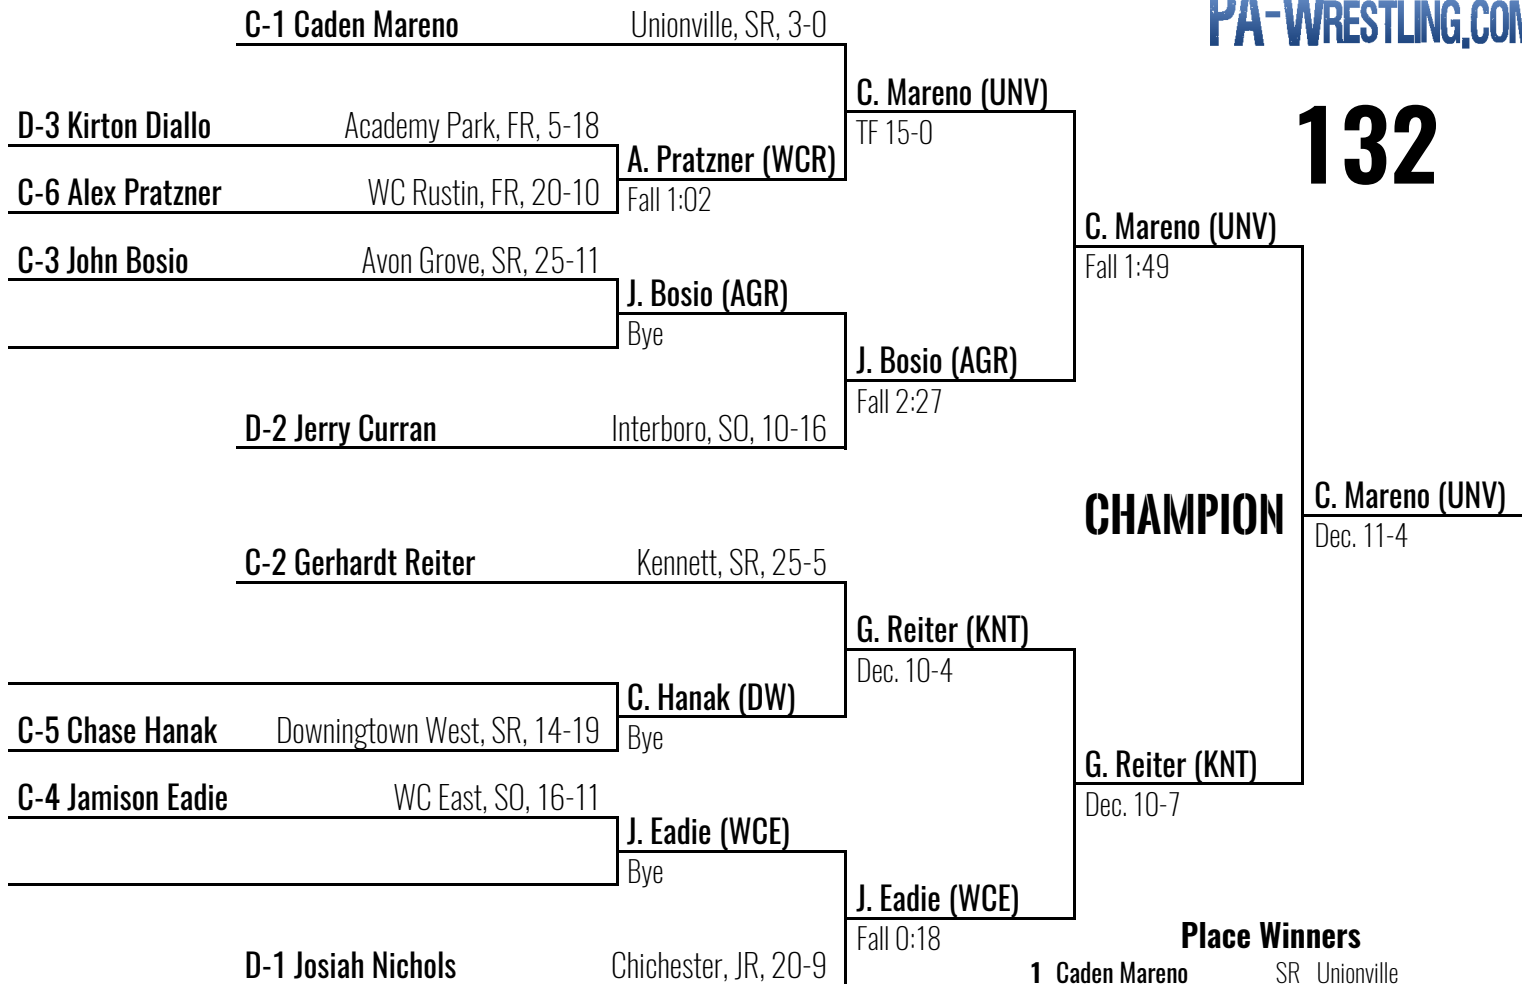 PA-WRESTLING.COM
132
C-1 Caden Mareno Unionville, SR, 3-0
D-3 Kirton Diallo Academy Park, FR, 5-18
C-6 Alex Pratzner WC Rustin, FR, 20-10
C-3 John Bosio Avon Grove, SR, 25-11
D-2 Jerry Curran Interboro, SO, 10-16
C-2 Gerhardt Reiter Kennett, SR, 25-5
C-5 Chase Hanak Downingtown West, SR, 14-19
C-4 Jamison Eadie WC East, SO, 16-11
D-1 Josiah Nichols Chichester, JR, 20-9
A. Pratzner (WCR)
Fall 1:02
J. Bosio (AGR)
Bye
C. Hanak (DW)
Bye
J. Eadie (WCE)
Bye
C. Mareno (UNV)
TF 15-0
J. Bosio (AGR)
Fall 2:27
G. Reiter (KNT)
Dec. 10-4
J. Eadie (WCE)
Fall 0:18
C. Mareno (UNV)
Fall 1:49
G. Reiter (KNT)
Dec. 10-7
CHAMPION
C. Mareno (UNV)
Dec. 11-4
Place Winners
1 Caden Mareno SR Unionville